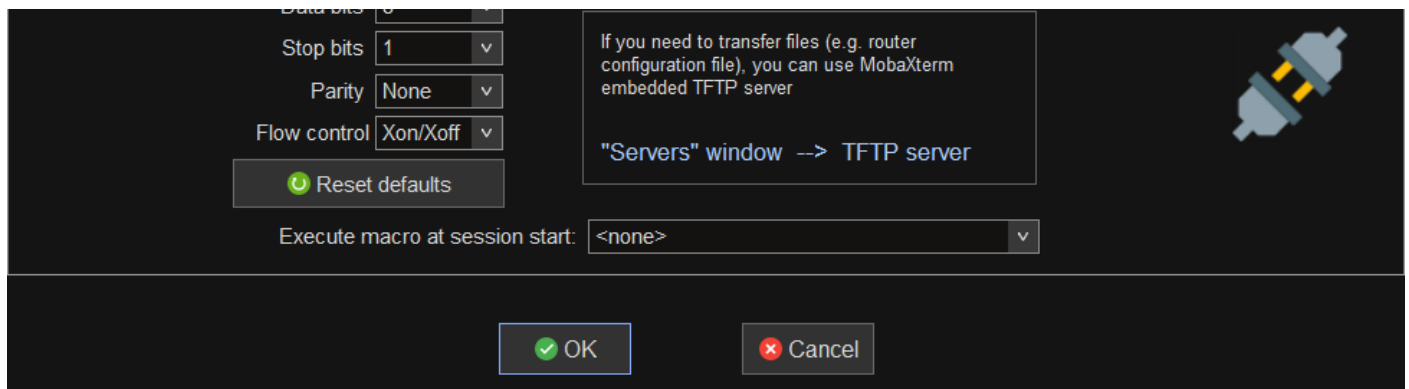 Data bits
Stop bits 1
Parity None
Flow control Xon/Xoff
Reset defaults
If you need to transfer files (e.g. router
configuration file), you can use MobaXterm
embedded TFTP server
"Servers" window --> TFTP server
Execute macro at session start: <none>
OK Cancel